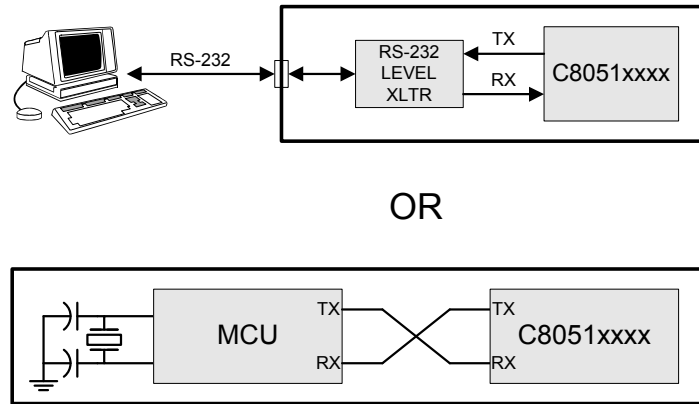 RS-232
RS-232
LEVEL
XLTR
TX
RX
C8051xxxx
OR
MCU
TX
RX
TX
RX
C8051xxxx